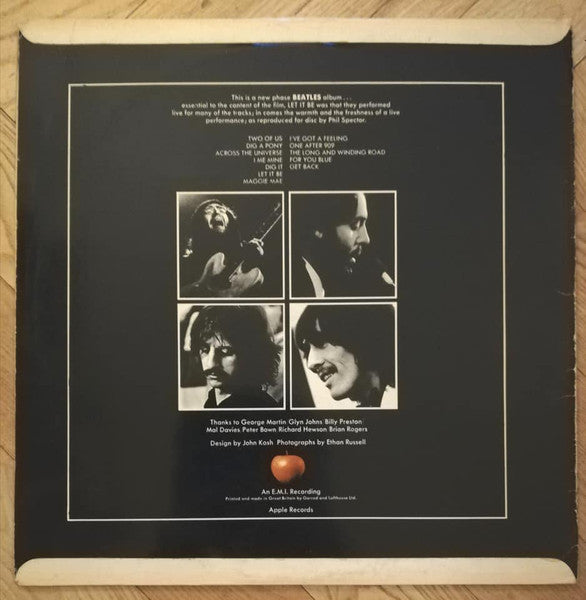 This is a new phase BEATLES album . . .
essential to the content of the film, LET IT BE was that they performed
live for many of the tracks; in comes the warmth and the freshness of a live
performance; as reproduced for disc by Phil Spector.
TWO OF US
DIG A PONY
ACROSS THE UNIVERSE
I ME MINE
DIG IT
LET IT BE
MAGGIE MAE
I'VE GOT A FEELING
ONE AFTER 909
THE LONG AND WINDING ROAD
FOR YOU BLUE
GET BACK
Thanks to George Martin Glyn Johns Billy Preston
Mal Davies Peter Bown Richard Hewson Brian Rogers
Design by John Kosh Photographs by Ethan Russell
An E.M.I. Recording
Printed and made in Great Britain by Garrod and Lofthouse Ltd.
Apple Records